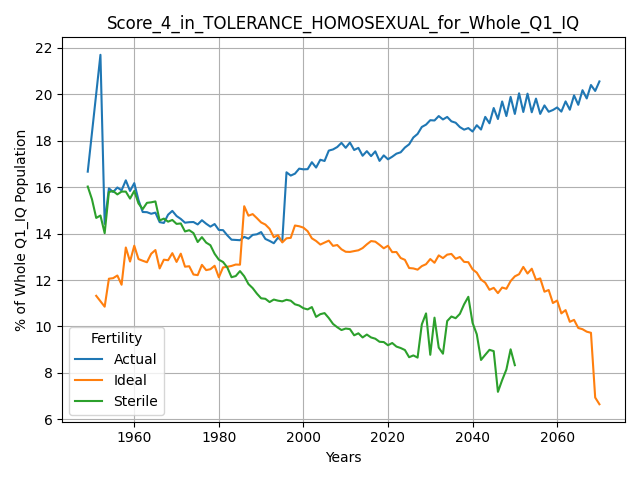 Score_4_in_TOLERANCE_HOMOSEXUAL_for_Whole_Q1_IQ
% of Whole Q1_IQ Population
22
20
18
16
14
12
10
8
6
Fertility
Actual
Ideal
Sterile
1960 1980 2000 2020 2040 2060
Years